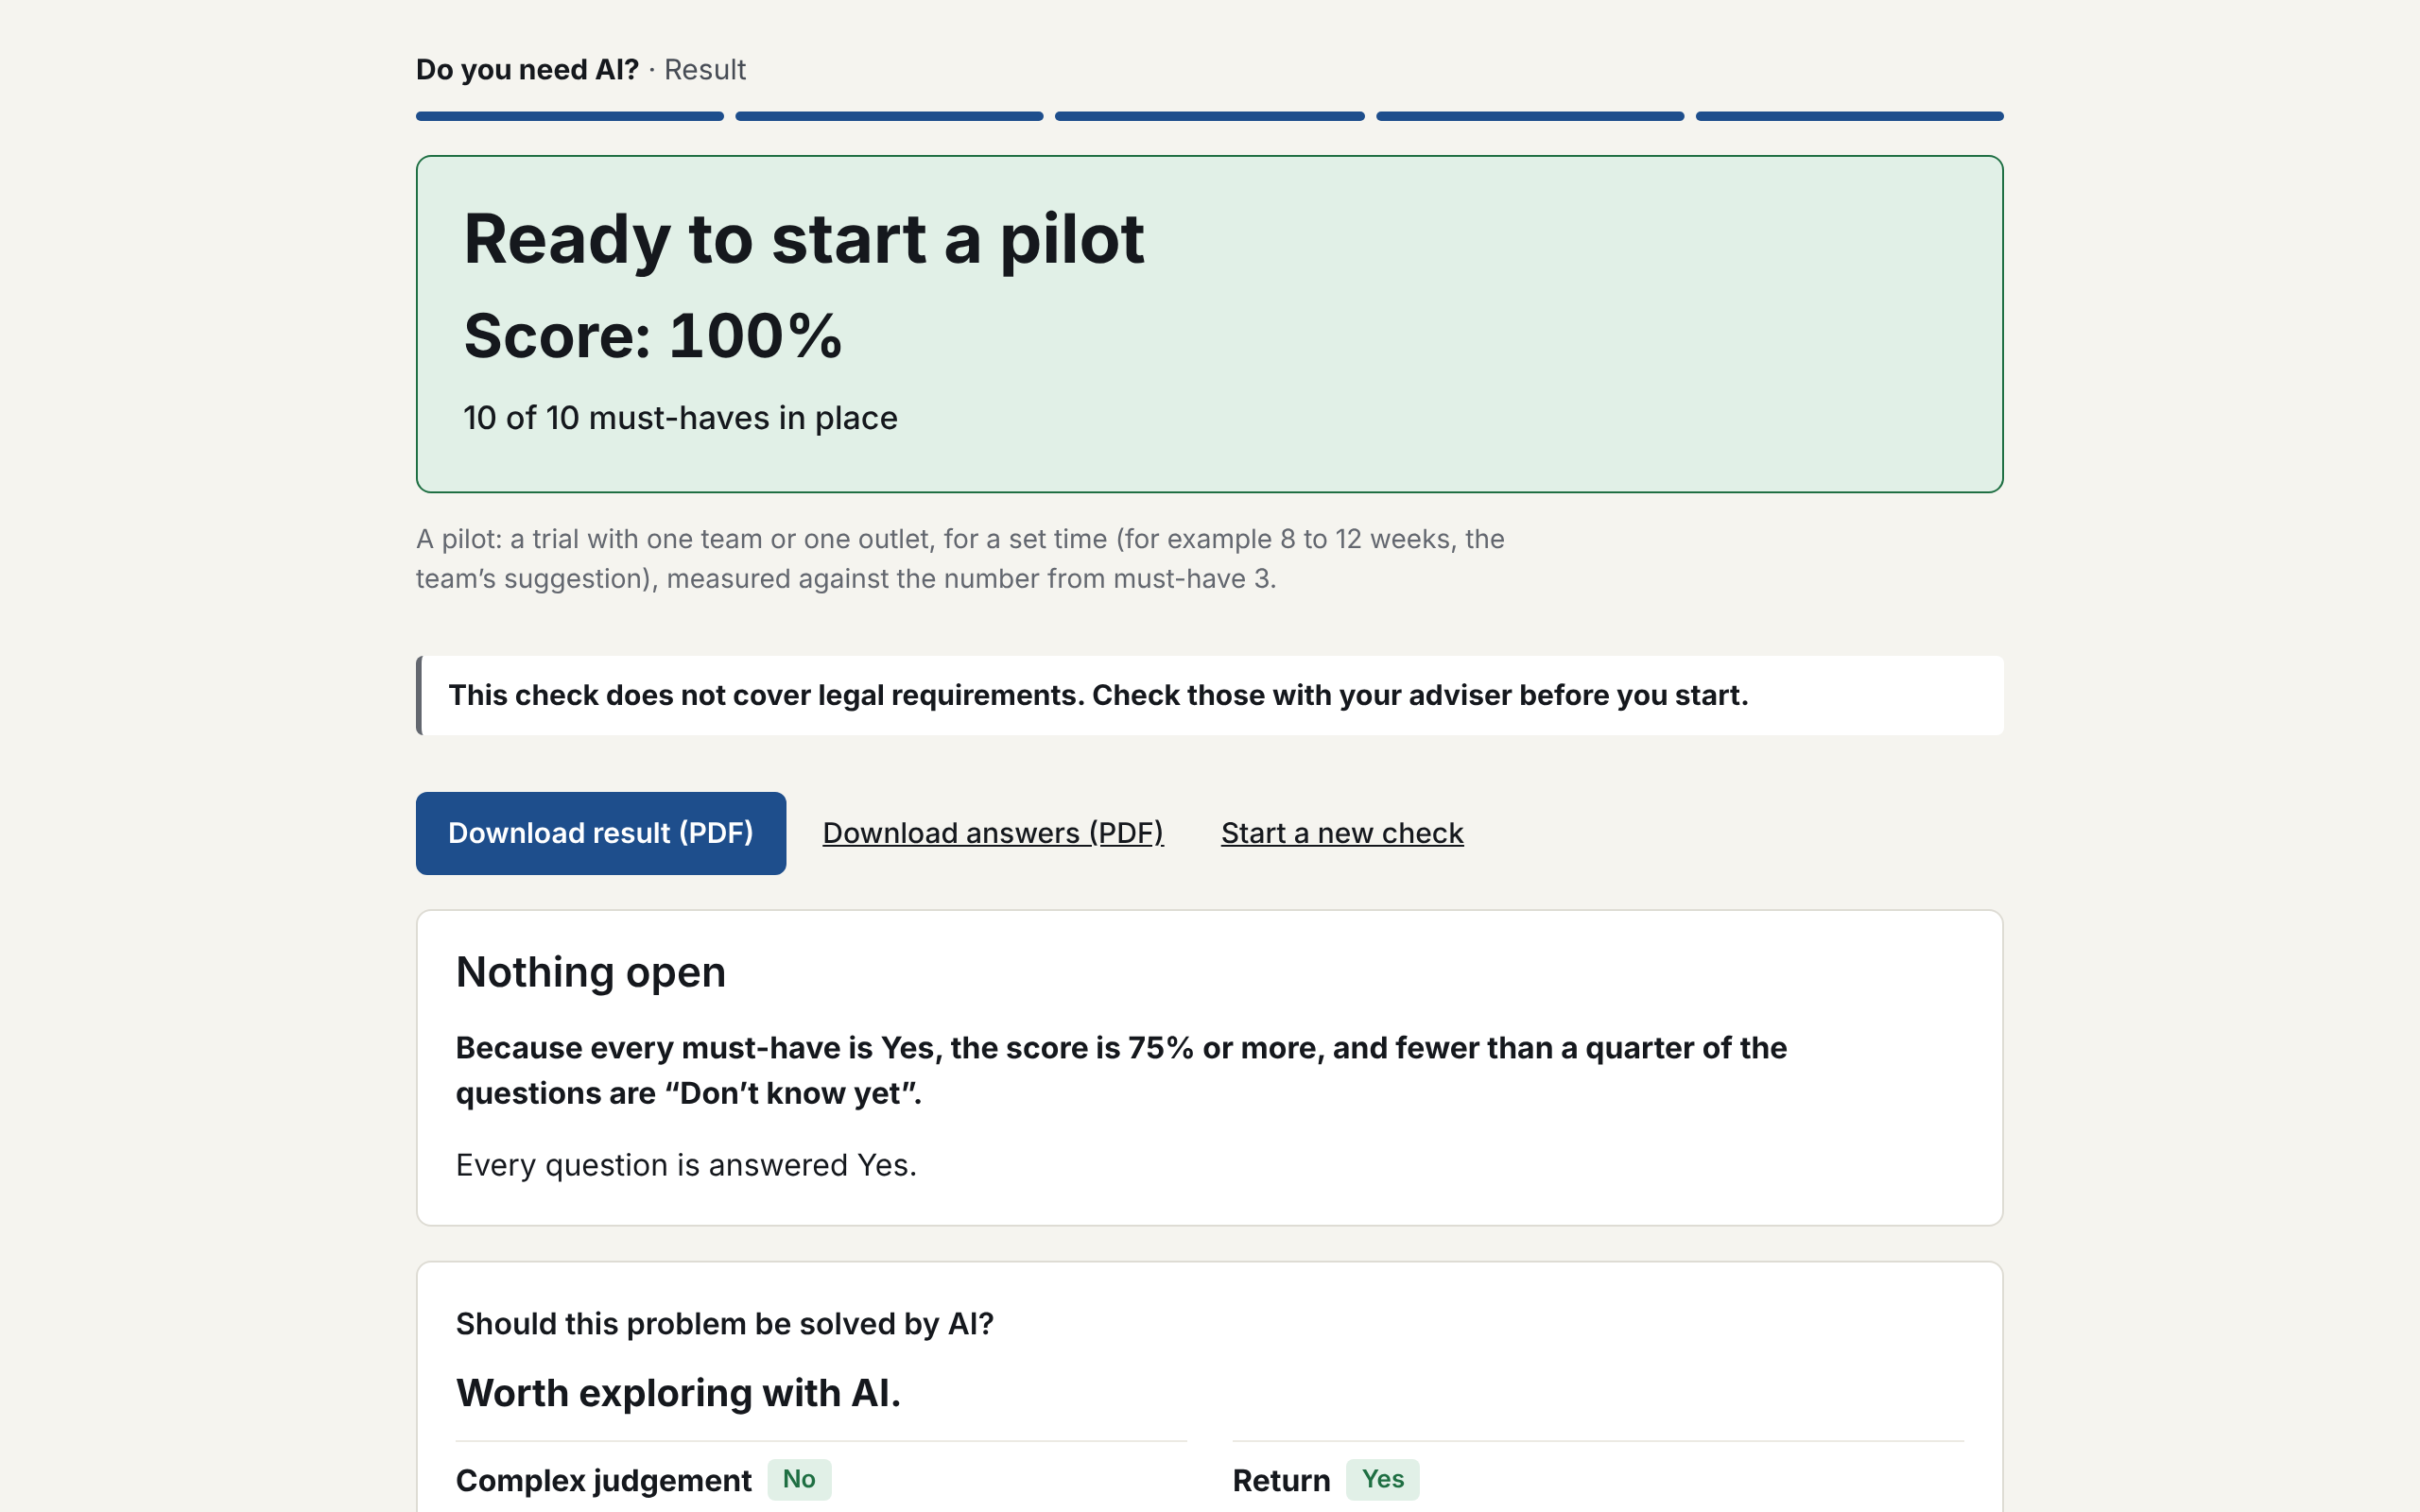 Do you need AI? · Result
Ready to start a pilot
Score: 100%
10 of 10 must-haves in place
A pilot: a trial with one team or one outlet, for a set time (for example 8 to 12 weeks, the
team’s suggestion), measured against the number from must-have 3.
This check does not cover legal requirements. Check those with your adviser before you start.
Download result (PDF) Download answers (PDF) Start a new check
Nothing open
Because every must-have is Yes, the score is 75% or more, and fewer than a quarter of the
questions are “Don’t know yet”.
Every question is answered Yes.
Should this problem be solved by AI?
Worth exploring with AI.
Complex judgement No Return Yes